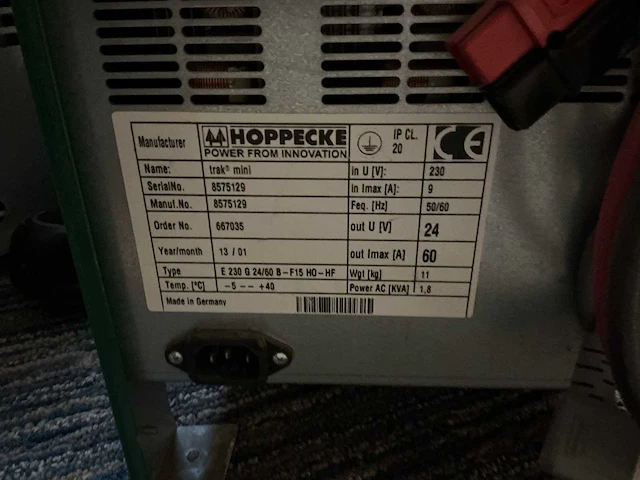 Manufacturer HOPPECKE IP CL. CE
POWER FROM INNOVATION 20
Name: trak® mini in U [V]: 230
SerialNo. 8575129 in Imax [A]: 9
Manuf.No. 8575129 Feq. [Hz] 50/60
Order No. 667035 out U [V] 24
Year/month 13 / 01 out Imax [A] 60
Type E 230 G 24/60 B-F15 HO-HF Wgt [kg] 11
Temp. [°C] -5 -- +40 Power AC [KVA] 1,8
Made in Germany